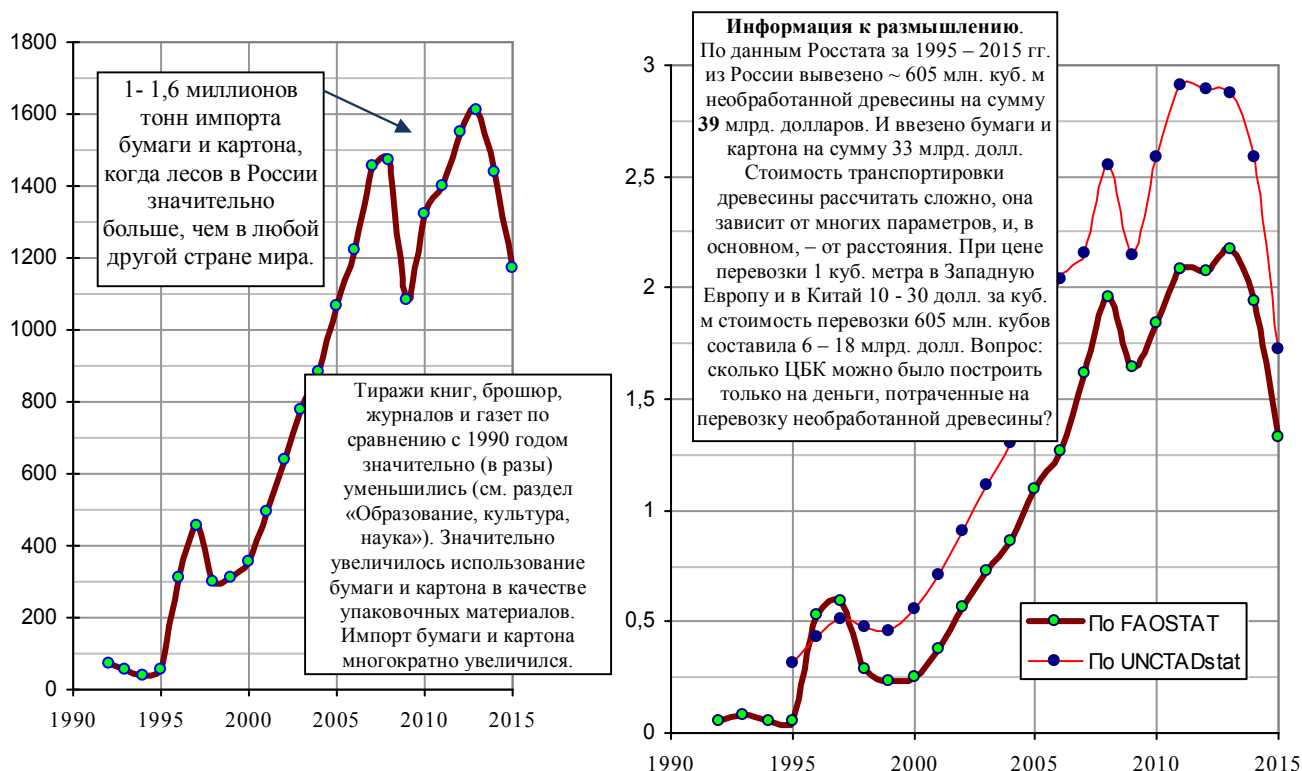 1800
1600
1400
1200
1000
800
600
400
200
0
1990
1995
2000
2005
2010
2015
1- 1,6 миллионов
тонн импорта
бумаги и картона,
когда лесов в России
значительно
больше, чем в любой
другой стране мира.
Тиражи книг, брошюр,
журналов и газет по
сравнению с 1990 годом
значительно (в разы)
уменьшились (см. раздел
«Образование, культура,
наука»). Значительно
увеличилось использование
бумаги и картона в качестве
упаковочных материалов.
Импорт бумаги и картона
многократно увеличился.
Информация к размышлению.
По данным Росстата за 1995 – 2015 гг.
из России вывезено ~ 605 млн. куб. м
необработанной древесины на сумму
39 млрд. долларов. И ввезено бумаги и
картона на сумму 33 млрд. долл.
Стоимость транспортировки
древесины рассчитать сложно, она
зависит от многих параметров, и, в
основном, – от расстояния. При цене
перевозки 1 куб. метра в Западную
Европу и в Китай 10 - 30 долл. за куб.
м стоимость перевозки 605 млн. кубов
составила 6 – 18 млрд. долл. Вопрос:
сколько ЦБК можно было построить
только на деньги, потраченные на
перевозку необработанной древесины?
3
2,5
2
1,5
1
0,5
0
1990
1995
2000
2005
2010
2015
По FAOSTAT
По UNCTADstat